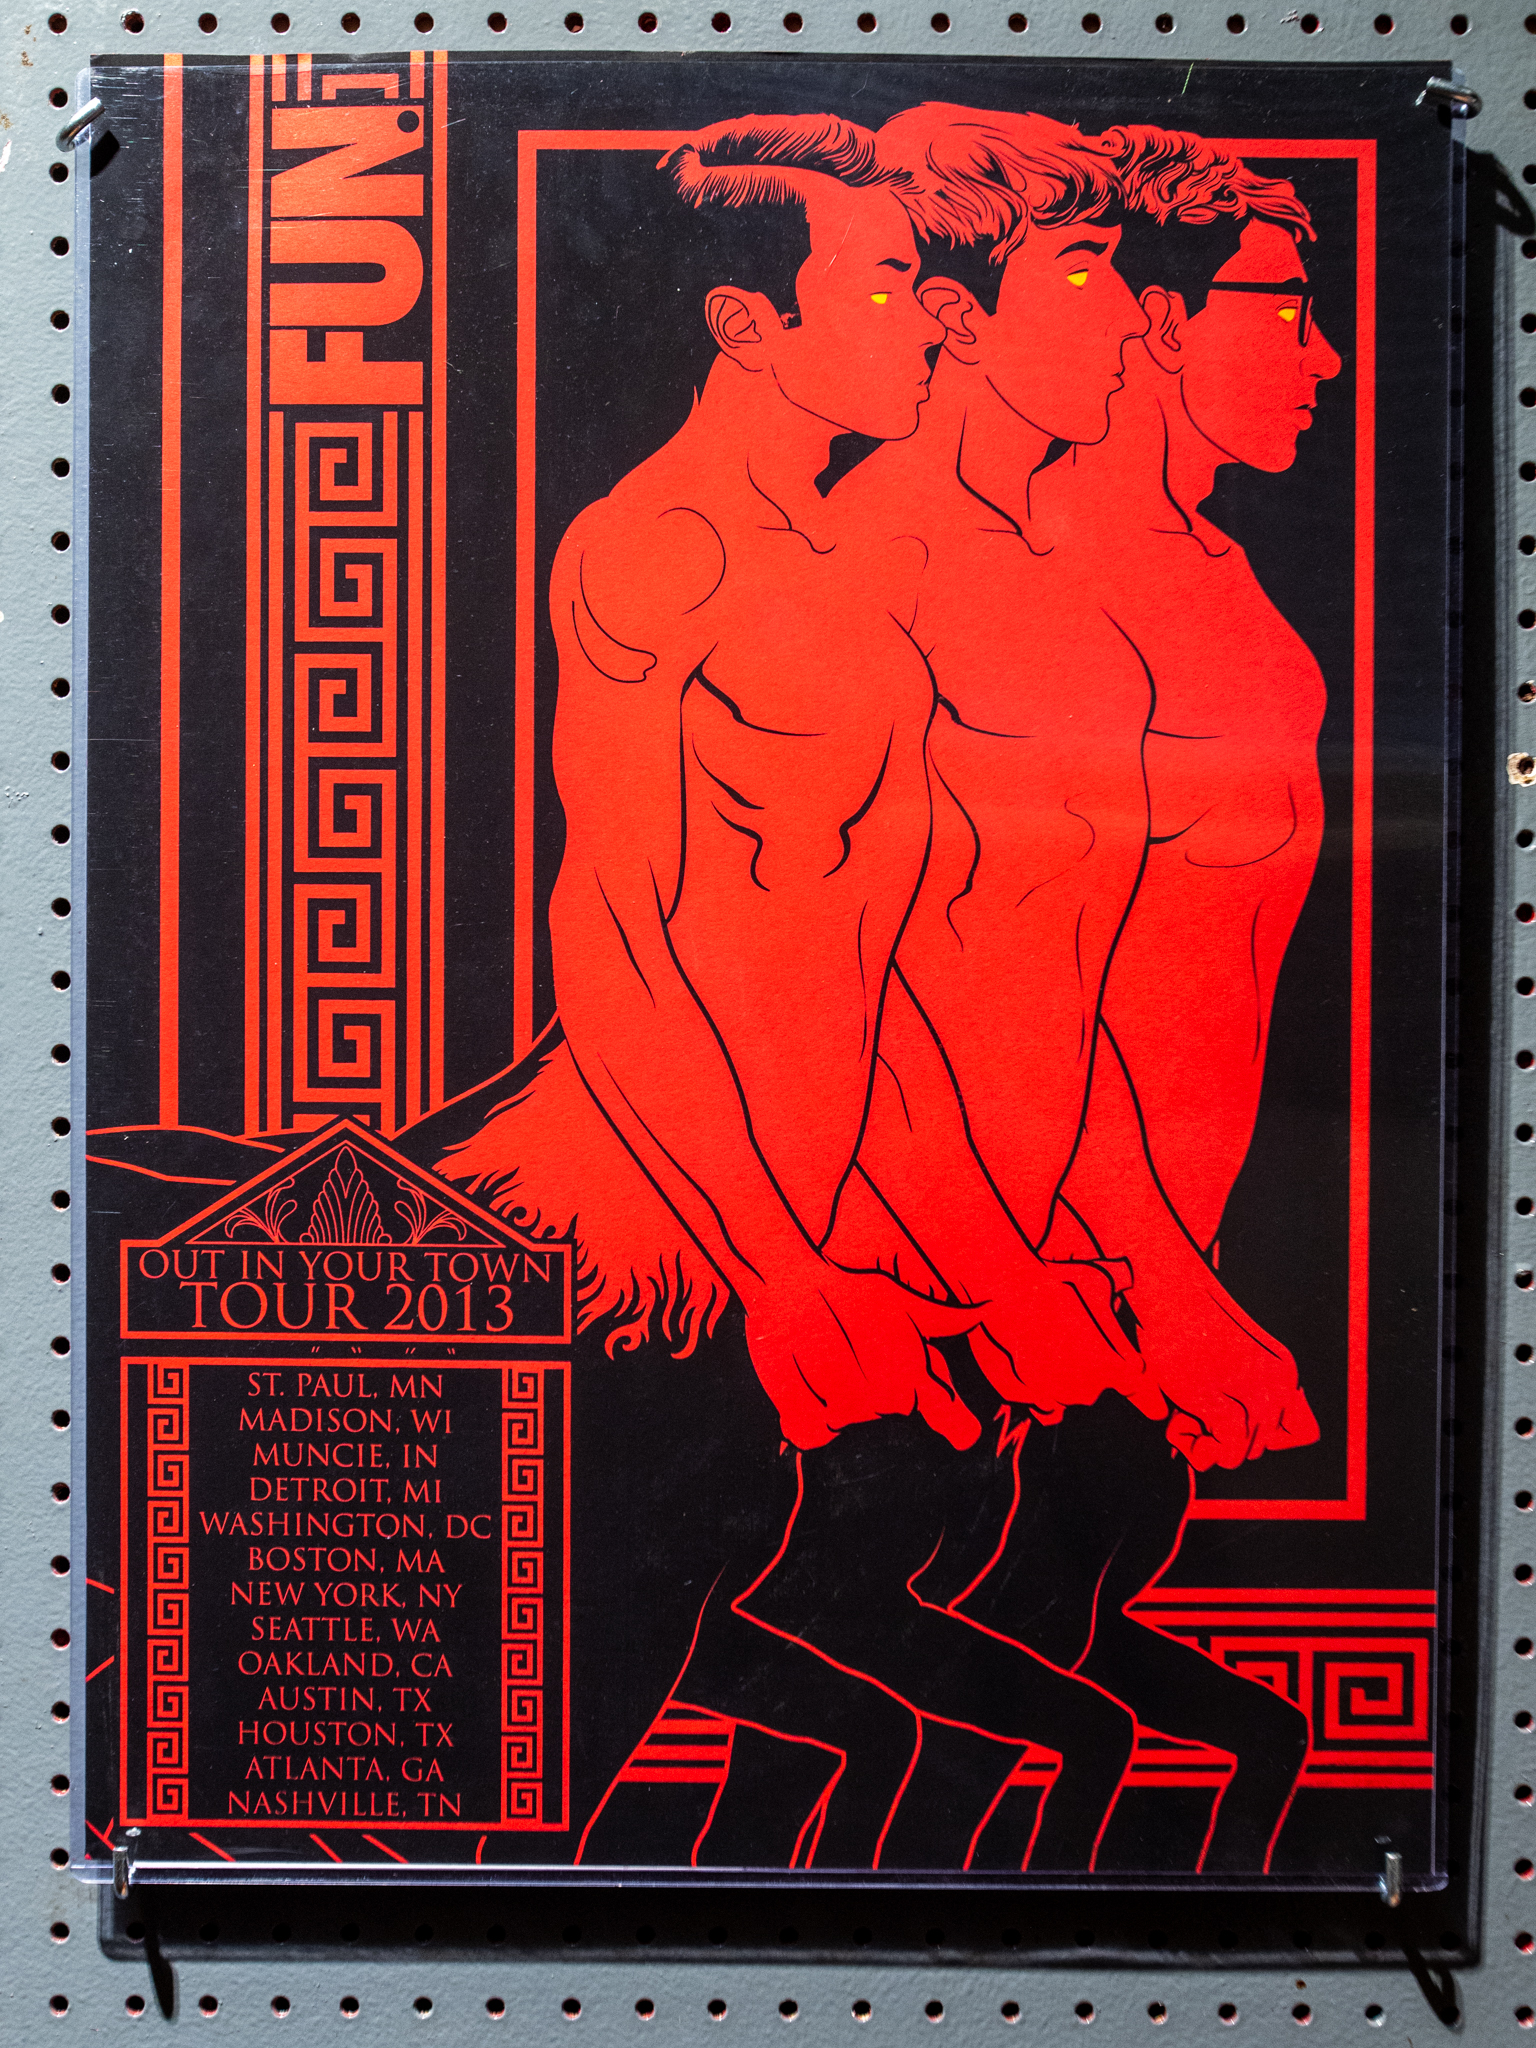 FUN.
OUT IN YOUR TOWN
TOUR 2013
ST. PAUL, MN
MADISON, WI
MUNCIE, IN
DETROIT, MI
WASHINGTON, DC
BOSTON, MA
NEW YORK, NY
SEATTLE, WA
OAKLAND, CA
AUSTIN, TX
HOUSTON, TX
ATLANTA, GA
NASHVILLE, TN